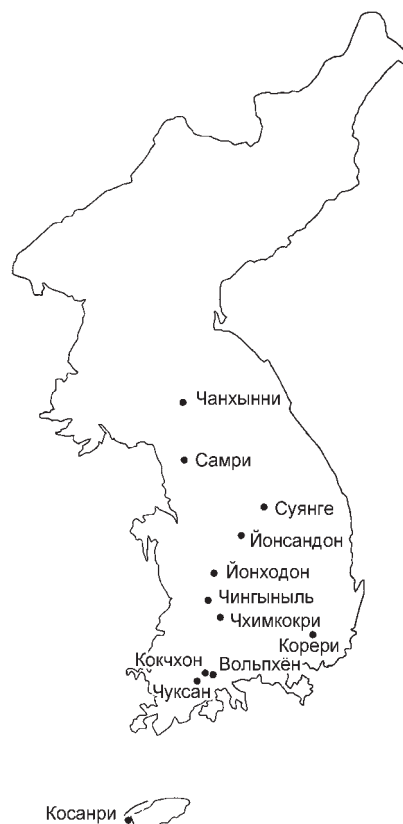 Чанхынни
Самри
Суянге
Йонсандон
Йонходон
Чингыныль
Чхимкокри
Корери
Кокчхон
Вольпхён
Чуксан
Косанри